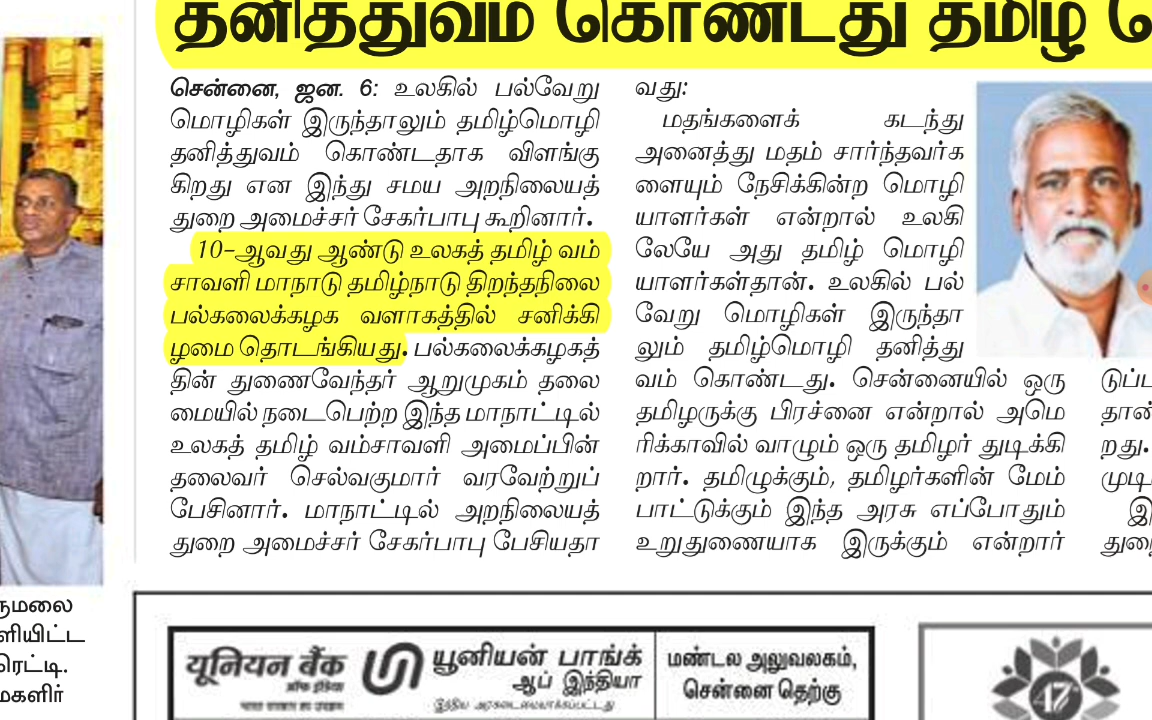 தனித்துவம் கொண்டது தமிழ்
சென்னை, ஜன. 6: உலகில் பல்வேறு
மொழிகள் இருந்தாலும் தமிழ்மொழி
தனித்துவம் கொண்டதாக விளங்கு
கிறது என இந்து சமய அறநிலையத்
துறை அமைச்சர் சேகர்பாபு கூறினார்.
10-ஆவது ஆண்டு உலகத் தமிழ் வம்
சாவளி மாநாடு தமிழ்நாடு திறந்தநிலை
பல்கலைக்கழக வளாகத்தில் சனிக்கி
ழமை தொடங்கியது. பல்கலைக்கழகத்
தின் துணைவேந்தர் ஆறுமுகம் தலை
மையில் நடைபெற்ற இந்த மாநாட்டில்
உலகத் தமிழ் வம்சாவளி அமைப்பின்
தலைவர் செல்வகுமார் வரவேற்றுப்
பேசினார். மாநாட்டில் அறநிலையத்
துறை அமைச்சர் சேகர்பாபு பேசியதா
வது:
மதங்களைக் கடந்து
அனைத்து மதம் சார்ந்தவர்க
ளையும் நேசிக்கின்ற மொழி
யாளர்கள் என்றால் உலகி
லேயே அது தமிழ் மொழி
யாளர்கள்தான். உலகில் பல்
வேறு மொழிகள் இருந்தா
லும் தமிழ்மொழி தனித்து
வம் கொண்டது. சென்னையில் ஒரு
தமிழருக்கு பிரச்னை என்றால் அமெ
ரிக்காவில் வாழும் ஒரு தமிழர் துடிக்கி
றார். தமிழுக்கும், தமிழர்களின் மேம்
பாட்டுக்கும் இந்த அரசு எப்போதும்
உறுதுணையாக இருக்கும் என்றார்
றது.
ளியிட்ட
ரெட்டி.
மகளிர்
यूनियन बैंक
ऑफ इंडिया
யூனியன் பாங்க்
ஆப் இந்தியா
மண்டல அலுவலகம்,
சென்னை தெற்கு
47